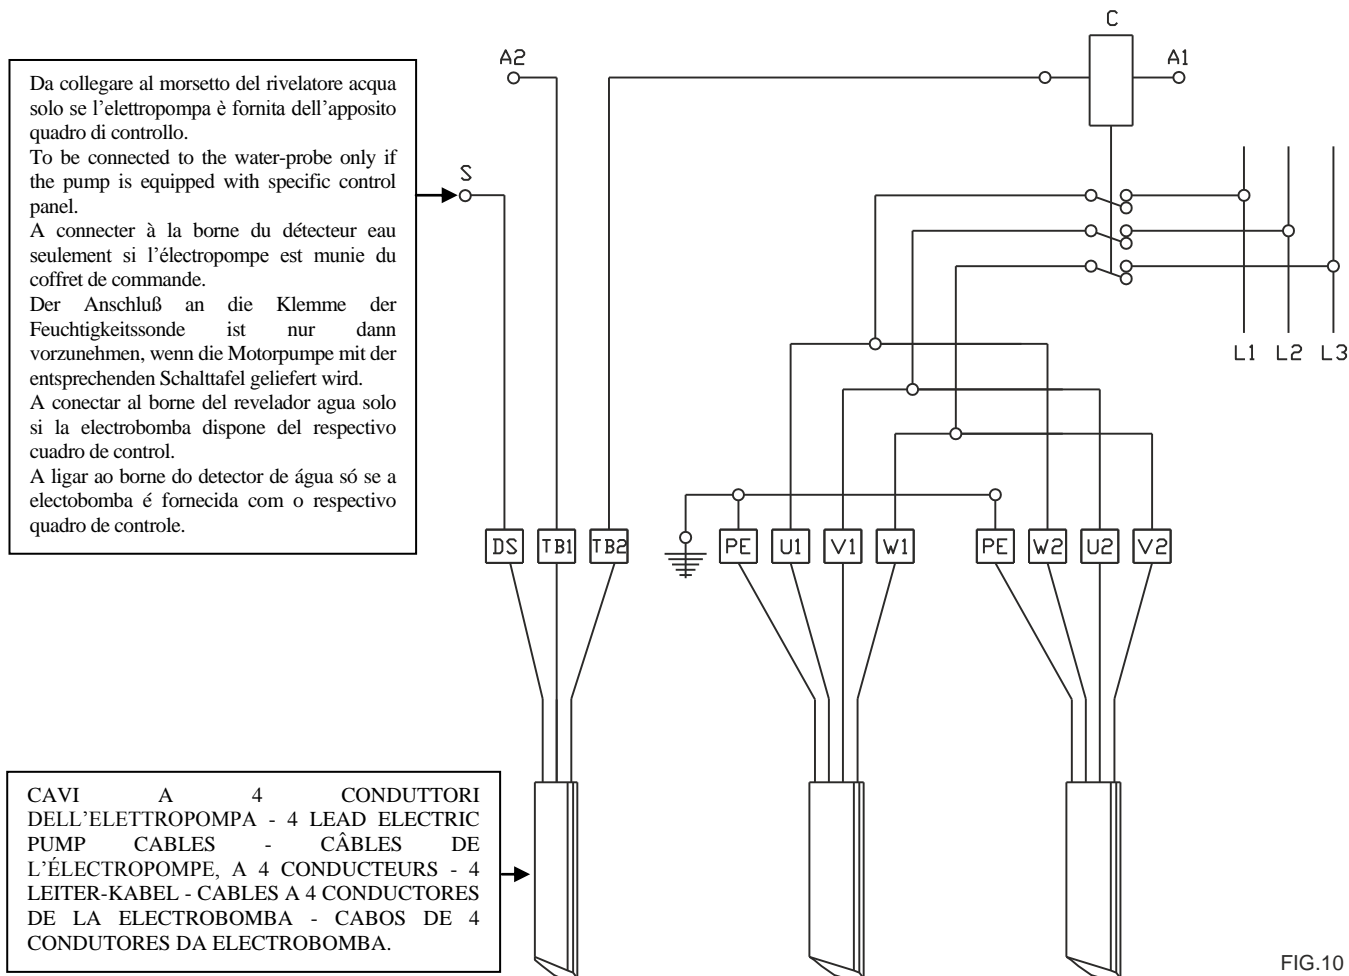 C
A2
A1
Da collegare al morsetto del rivelatore acqua
solo se l'elettropompa è fornita dell'apposito
quadro di controllo.
To be connected to the water-probe only if
the pump is equipped with specific control
panel.
A connecter à la borne du détecteur eau
seulement si l'électropompe est munie du
coffret de commande.
Der Anschluß an die Klemme der
Feuchtigkeitssonde ist nur dann
vorzunehmen, wenn die Motorpumpe mit der
entsprechenden Schalttafel geliefert wird.
A conectar al borne del revelador agua solo
si la electrobomba dispone del respectivo
cuadro de control.
A ligar ao borne do detector de água só se a
electobomba é fornecida com o respectivo
quadro de controle.
S
L1 L2 L3
DS TB1 TB2 PE U1 V1 W1 PE W2 U2 V2
CAVI A 4 CONDUTTORI
DELL'ELETTROPOMPA - 4 LEAD ELECTRIC
PUMP CABLES - CÂBLES DE
L'ÉLECTROPOMPE, A 4 CONDUCTEURS - 4
LEITER-KABEL - CABLES A 4 CONDUCTORES
DE LA ELECTROBOMBA - CABOS DE 4
CONDUTORES DA ELECTROBOMBA.
FIG.10